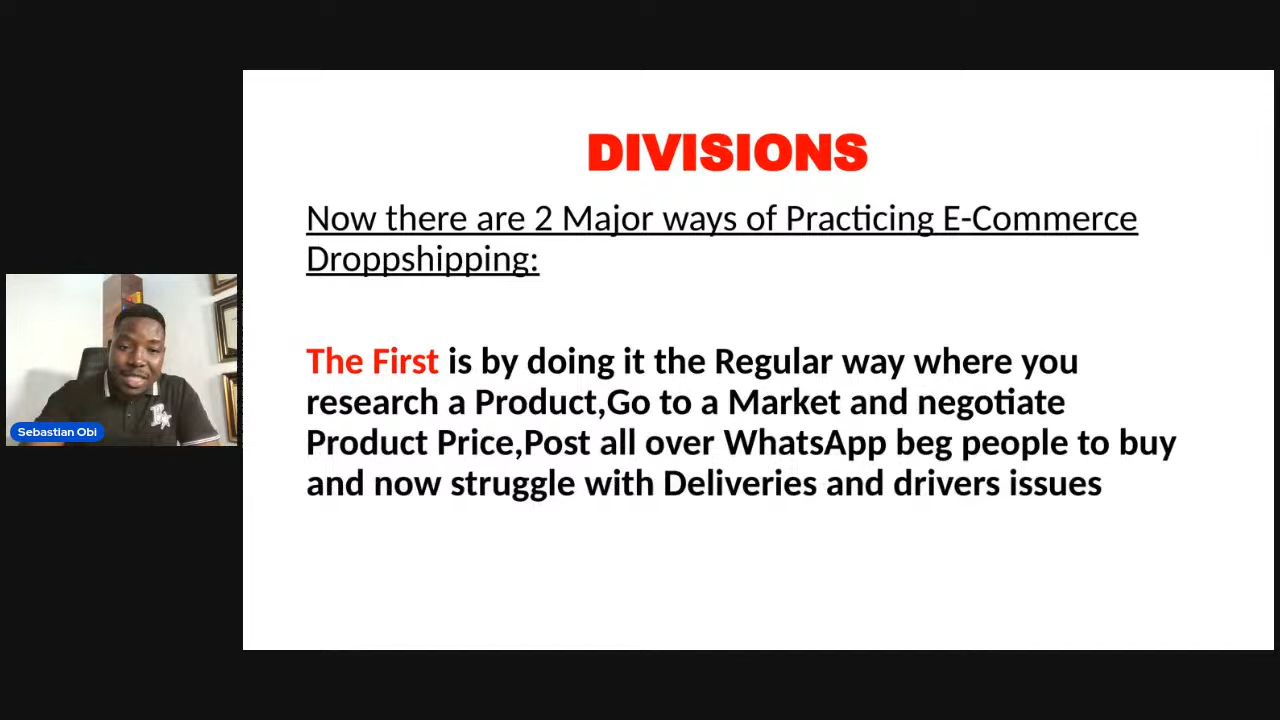 DIVISIONS
Now there are 2 Major ways of Practicing E-Commerce
Droppshipping:
The First is by doing it the Regular way where you
research a Product,Go to a Market and negotiate
Product Price,Post all over WhatsApp beg people to buy
and now struggle with Deliveries and drivers issues
Sebastian Obi